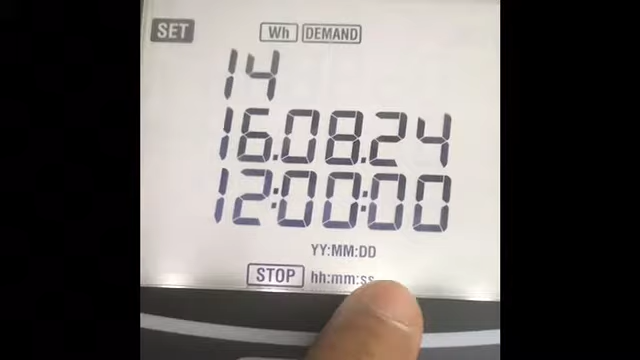 SET Wh DEMAND
14
16.08.24
12:00:00
YY:MM:DD
STOP hh:mm:ss